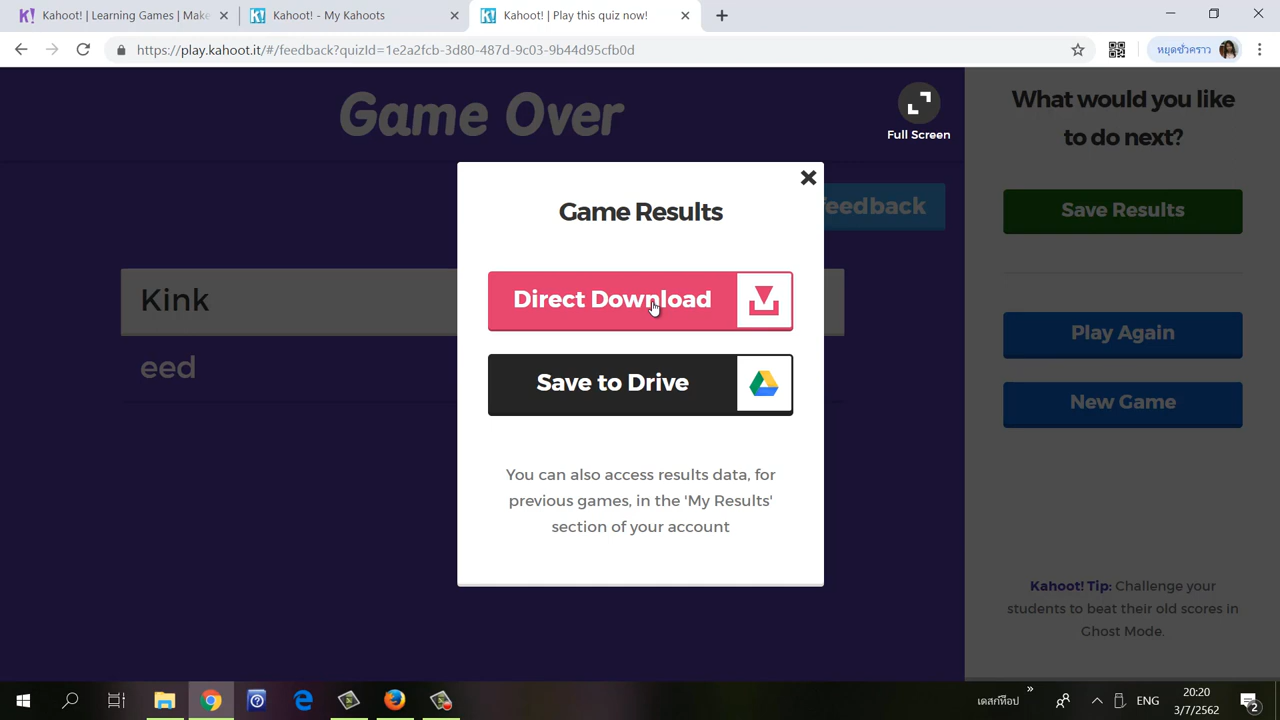 Kahoot! | Learning Games | Make
Kahoot! - My Kahoots
Kahoot! | Play this quiz now!
https://play.kahoot.it/#/feedback?quizId=1e2a2fcb-3d80-487d-9c03-9b44d95cfb0d
หยุดชั่วคราว
Game Over
Full Screen
What would you like
to do next?
feedback
Save Results
Game Results
Kink
Direct Download
Play Again
eed
Save to Drive
New Game
You can also access results data, for
previous games, in the 'My Results'
section of your account
Kahoot! Tip: Challenge your
students to beat their old scores in
Ghost Mode.
เดสก์ท็อป
ENG
20:20
3/7/2562
2